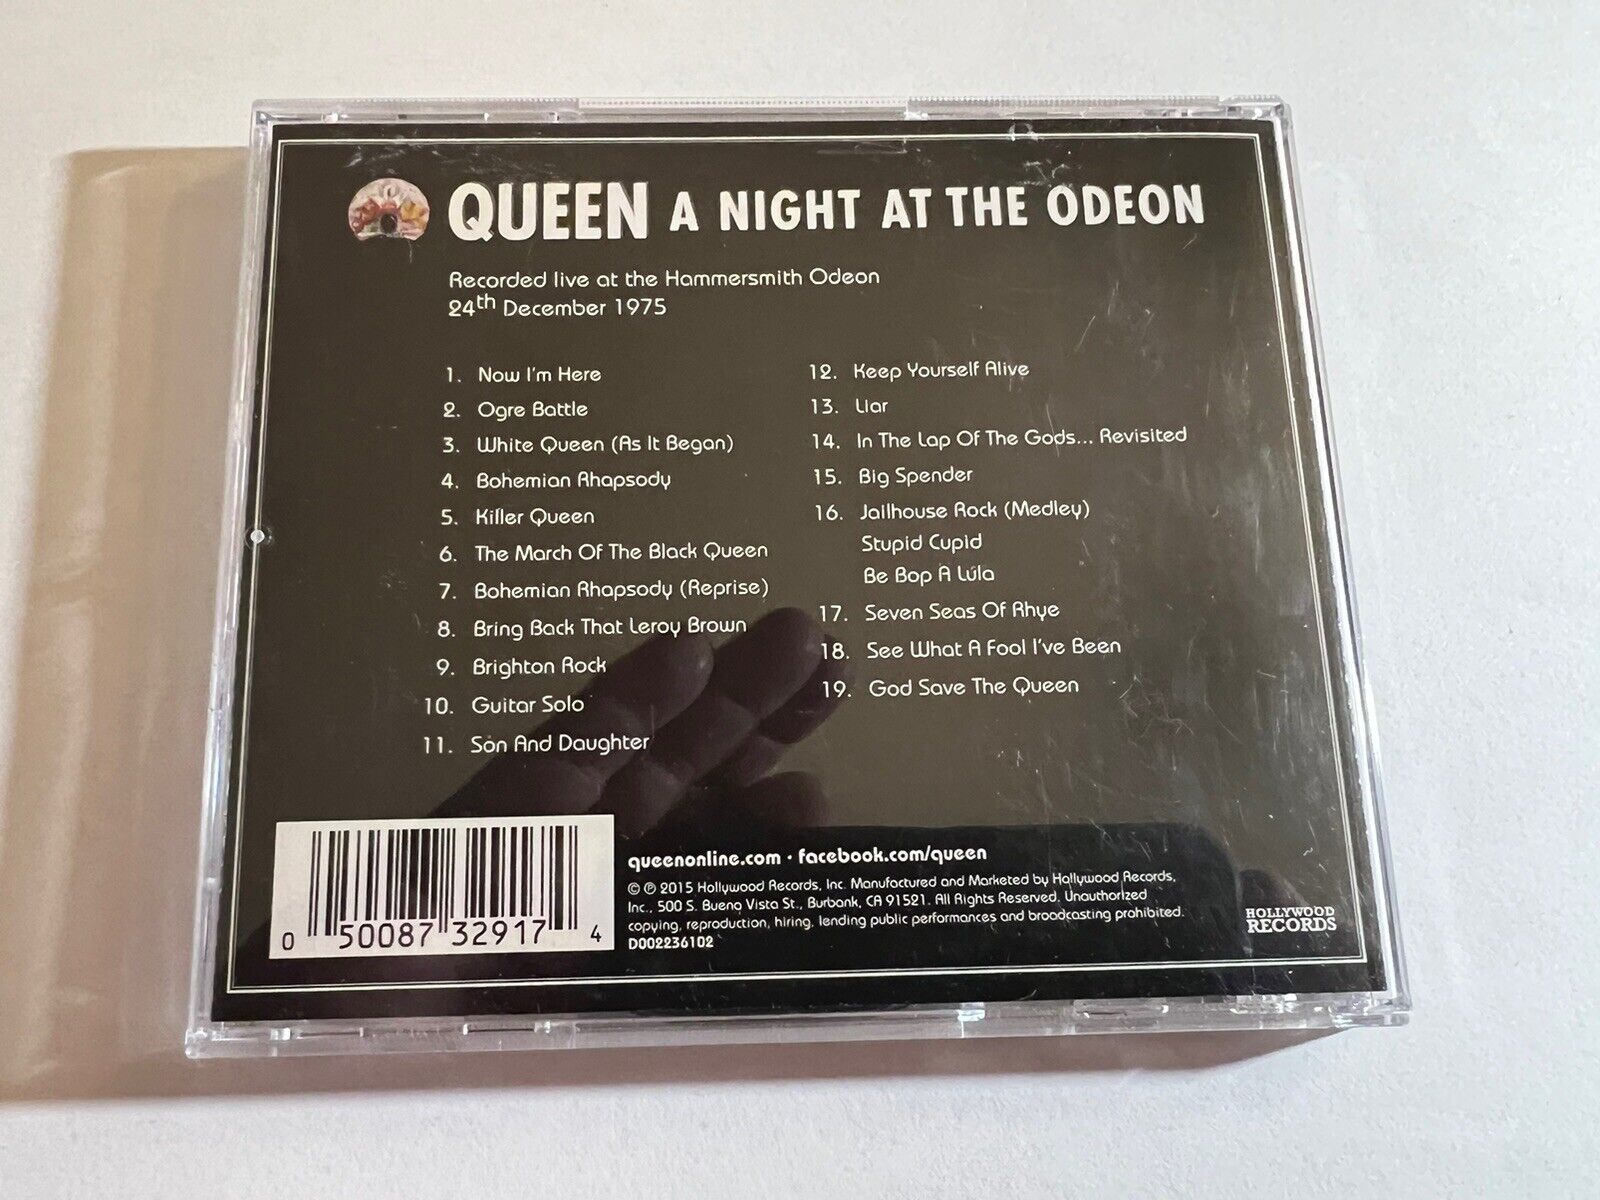 QUEEN A NIGHT AT THE ODEON
Recorded live at the Hammersmith Odeon
24th December 1975
1. Now I'm Here
2. Ogre Battle
3. White Queen (As It Began)
4. Bohemian Rhapsody
5. Killer Queen
6. The March Of The Black Queen
7. Bohemian Rhapsody (Reprise)
8. Bring Back That Leroy Brown
9. Brighton Rock
10. Guitar Solo
11. Son And Daughter
12. Keep Yourself Alive
13. Liar
14. In The Lap Of The Gods... Revisited
15. Big Spender
16. Jailhouse Rock (Medley)
Stupid Cupid
Be Bop A Lula
17. Seven Seas Of Rhye
18. See What A Fool I've Been
19. God Save The Queen
0 50087 32917 4
queenonline.com · facebook.com/queen
© ℗ 2015 Hollywood Records, Inc. Manufactured and Marketed by Hollywood Records,
Inc., 500 S. Buena Vista St., Burbank, CA 91521. All Rights Reserved. Unauthorized
copying, reproduction, hiring, lending public performances and broadcasting prohibited.
D002236102
HOLLYWOOD
RECORDS